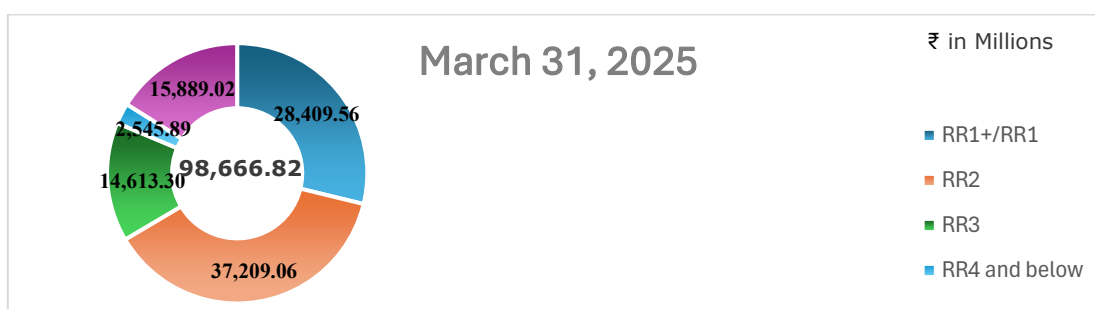 March 31, 2025
₹ in Millions
15,889.02
28,409.56
2,545.89
98,666.82
14,613.30
37,209.06
RR1+/RR1
RR2
RR3
RR4 and below